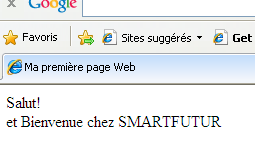 x Google
Favoris Sites suggérés Get
Ma première page Web
Salut!
et Bienvenue chez SMARTFUTUR